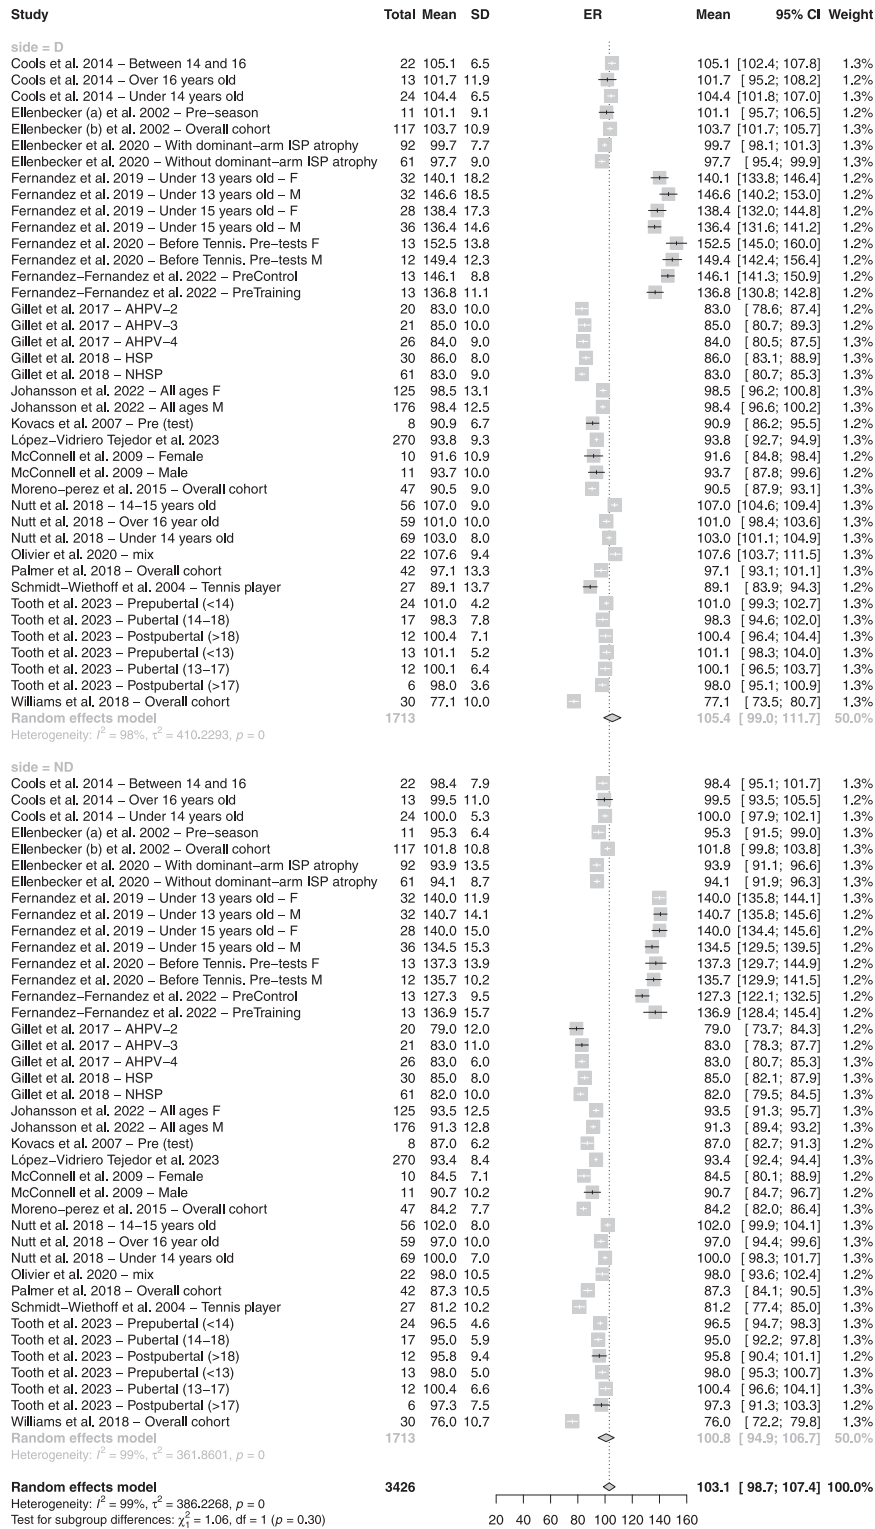 Study Total Mean SD ER Mean 95% CI Weight
side = D
Cools et al. 2014 – Between 14 and 16 22 105.1 6.5 105.1 [102.4; 107.8] 1.3%
Cools et al. 2014 – Over 16 years old 13 101.7 11.9 101.7 [ 95.2; 108.2] 1.2%
Cools et al. 2014 – Under 14 years old 24 104.4 6.5 104.4 [101.8; 107.0] 1.3%
Ellenbecker (a) et al. 2002 – Pre–season 11 101.1 9.1 101.1 [ 95.7; 106.5] 1.2%
Ellenbecker (b) et al. 2002 – Overall cohort 117 103.7 10.9 103.7 [101.7; 105.7] 1.3%
Ellenbecker et al. 2020 – With dominant–arm ISP atrophy 92 99.7 7.7 99.7 [ 98.1; 101.3] 1.3%
Ellenbecker et al. 2020 – Without dominant–arm ISP atrophy 61 97.7 9.0 97.7 [ 95.4; 99.9] 1.3%
Fernandez et al. 2019 – Under 13 years old – F 32 140.1 18.2 140.1 [133.8; 146.4] 1.2%
Fernandez et al. 2019 – Under 13 years old – M 32 146.6 18.5 146.6 [140.2; 153.0] 1.2%
Fernandez et al. 2019 – Under 15 years old – F 28 138.4 17.3 138.4 [132.0; 144.8] 1.2%
Fernandez et al. 2019 – Under 15 years old – M 36 136.4 14.6 136.4 [131.6; 141.2] 1.2%
Fernandez et al. 2020 – Before Tennis. Pre–tests F 13 152.5 13.8 152.5 [145.0; 160.0] 1.2%
Fernandez et al. 2020 – Before Tennis. Pre–tests M 12 149.4 12.3 149.4 [142.4; 156.4] 1.2%
Fernandez–Fernandez et al. 2022 – PreControl 13 146.1 8.8 146.1 [141.3; 150.9] 1.2%
Fernandez–Fernandez et al. 2022 – PreTraining 13 136.8 11.1 136.8 [130.8; 142.8] 1.2%
Gillet et al. 2017 – AHPV–2 20 83.0 10.0 83.0 [ 78.6; 87.4] 1.2%
Gillet et al. 2017 – AHPV–3 21 85.0 10.0 85.0 [ 80.7; 89.3] 1.2%
Gillet et al. 2017 – AHPV–4 26 84.0 9.0 84.0 [ 80.5; 87.5] 1.3%
Gillet et al. 2018 – HSP 30 86.0 8.0 86.0 [ 83.1; 88.9] 1.3%
Gillet et al. 2018 – NHSP 61 83.0 9.0 83.0 [ 80.7; 85.3] 1.3%
Johansson et al. 2022 – All ages F 125 98.5 13.1 98.5 [ 96.2; 100.8] 1.3%
Johansson et al. 2022 – All ages M 176 98.4 12.5 98.4 [ 96.6; 100.2] 1.3%
Kovacs et al. 2007 – Pre (test) 8 90.9 6.7 90.9 [ 86.2; 95.5] 1.2%
López–Vidriero Tejedor et al. 2023 270 93.8 9.3 93.8 [ 92.7; 94.9] 1.3%
McConnell et al. 2009 – Female 10 91.6 10.9 91.6 [ 84.8; 98.4] 1.2%
McConnell et al. 2009 – Male 11 93.7 10.0 93.7 [ 87.8; 99.6] 1.2%
Moreno–perez et al. 2015 – Overall cohort 47 90.5 9.0 90.5 [ 87.9; 93.1] 1.3%
Nutt et al. 2018 – 14–15 years old 56 107.0 9.0 107.0 [104.6; 109.4] 1.3%
Nutt et al. 2018 – Over 16 year old 59 101.0 10.0 101.0 [ 98.4; 103.6] 1.3%
Nutt et al. 2018 – Under 14 years old 69 103.0 8.0 103.0 [101.1; 104.9] 1.3%
Olivier et al. 2020 – mix 22 107.6 9.4 107.6 [103.7; 111.5] 1.3%
Palmer et al. 2018 – Overall cohort 42 97.1 13.3 97.1 [ 93.1; 101.1] 1.3%
Schmidt–Wiethoff et al. 2004 – Tennis player 27 89.1 13.7 89.1 [ 83.9; 94.3] 1.2%
Tooth et al. 2023 – Prepubertal (<14) 24 101.0 4.2 101.0 [ 99.3; 102.7] 1.3%
Tooth et al. 2023 – Pubertal (14–18) 17 98.3 7.8 98.3 [ 94.6; 102.0] 1.3%
Tooth et al. 2023 – Postpubertal (>18) 12 100.4 7.1 100.4 [ 96.4; 104.4] 1.3%
Tooth et al. 2023 – Prepubertal (<13) 13 101.1 5.2 101.1 [ 98.3; 104.0] 1.3%
Tooth et al. 2023 – Pubertal (13–17) 12 100.1 6.4 100.1 [ 96.5; 103.7] 1.3%
Tooth et al. 2023 – Postpubertal (>17) 6 98.0 3.6 98.0 [ 95.1; 100.9] 1.3%
Williams et al. 2018 – Overall cohort 30 77.1 10.0 77.1 [ 73.5; 80.7] 1.3%
Random effects model 1713 105.4 [ 99.0; 111.7] 50.0%
Heterogeneity: I² = 98%, τ² = 410.2293, p = 0
side = ND
Cools et al. 2014 – Between 14 and 16 22 98.4 7.9 98.4 [ 95.1; 101.7] 1.3%
Cools et al. 2014 – Over 16 years old 13 99.5 11.0 99.5 [ 93.5; 105.5] 1.2%
Cools et al. 2014 – Under 14 years old 24 100.0 5.3 100.0 [ 97.9; 102.1] 1.3%
Ellenbecker (a) et al. 2002 – Pre–season 11 95.3 6.4 95.3 [ 91.5; 99.0] 1.3%
Ellenbecker (b) et al. 2002 – Overall cohort 117 101.8 10.8 101.8 [ 99.8; 103.8] 1.3%
Ellenbecker et al. 2020 – With dominant–arm ISP atrophy 92 93.9 13.5 93.9 [ 91.1; 96.6] 1.3%
Ellenbecker et al. 2020 – Without dominant–arm ISP atrophy 61 94.1 8.7 94.1 [ 91.9; 96.3] 1.3%
Fernandez et al. 2019 – Under 13 years old – F 32 140.0 11.9 140.0 [135.8; 144.1] 1.3%
Fernandez et al. 2019 – Under 13 years old – M 32 140.7 14.1 140.7 [135.8; 145.6] 1.2%
Fernandez et al. 2019 – Under 15 years old – F 28 140.0 15.0 140.0 [134.4; 145.6] 1.2%
Fernandez et al. 2019 – Under 15 years old – M 36 134.5 15.3 134.5 [129.5; 139.5] 1.2%
Fernandez et al. 2020 – Before Tennis. Pre–tests F 13 137.3 13.9 137.3 [129.7; 144.9] 1.2%
Fernandez et al. 2020 – Before Tennis. Pre–tests M 12 135.7 10.2 135.7 [129.9; 141.5] 1.2%
Fernandez–Fernandez et al. 2022 – PreControl 13 127.3 9.5 127.3 [122.1; 132.5] 1.2%
Fernandez–Fernandez et al. 2022 – PreTraining 13 136.9 15.7 136.9 [128.4; 145.4] 1.2%
Gillet et al. 2017 – AHPV–2 20 79.0 12.0 79.0 [ 73.7; 84.3] 1.2%
Gillet et al. 2017 – AHPV–3 21 83.0 11.0 83.0 [ 78.3; 87.7] 1.2%
Gillet et al. 2017 – AHPV–4 26 83.0 6.0 83.0 [ 80.7; 85.3] 1.3%
Gillet et al. 2018 – HSP 30 85.0 8.0 85.0 [ 82.1; 87.9] 1.3%
Gillet et al. 2018 – NHSP 61 82.0 10.0 82.0 [ 79.5; 84.5] 1.3%
Johansson et al. 2022 – All ages F 125 93.5 12.5 93.5 [ 91.3; 95.7] 1.3%
Johansson et al. 2022 – All ages M 176 91.3 12.8 91.3 [ 89.4; 93.2] 1.3%
Kovacs et al. 2007 – Pre (test) 8 87.0 6.2 87.0 [ 82.7; 91.3] 1.2%
López–Vidriero Tejedor et al. 2023 270 93.4 8.4 93.4 [ 92.4; 94.4] 1.3%
McConnell et al. 2009 – Female 10 84.5 7.1 84.5 [ 80.1; 88.9] 1.2%
McConnell et al. 2009 – Male 11 90.7 10.2 90.7 [ 84.7; 96.7] 1.2%
Moreno–perez et al. 2015 – Overall cohort 47 84.2 7.7 84.2 [ 82.0; 86.4] 1.3%
Nutt et al. 2018 – 14–15 years old 56 102.0 8.0 102.0 [ 99.9; 104.1] 1.3%
Nutt et al. 2018 – Over 16 year old 59 97.0 10.0 97.0 [ 94.4; 99.6] 1.3%
Nutt et al. 2018 – Under 14 years old 69 100.0 7.0 100.0 [ 98.3; 101.7] 1.3%
Olivier et al. 2020 – mix 22 98.0 10.5 98.0 [ 93.6; 102.4] 1.2%
Palmer et al. 2018 – Overall cohort 42 87.3 10.5 87.3 [ 84.1; 90.5] 1.3%
Schmidt–Wiethoff et al. 2004 – Tennis player 27 81.2 10.2 81.2 [ 77.4; 85.0] 1.3%
Tooth et al. 2023 – Prepubertal (<14) 24 96.5 4.6 96.5 [ 94.7; 98.3] 1.3%
Tooth et al. 2023 – Pubertal (14–18) 17 95.0 5.9 95.0 [ 92.2; 97.8] 1.3%
Tooth et al. 2023 – Postpubertal (>18) 12 95.8 9.4 95.8 [ 90.4; 101.1] 1.2%
Tooth et al. 2023 – Prepubertal (<13) 13 98.0 5.0 98.0 [ 95.3; 100.7] 1.3%
Tooth et al. 2023 – Pubertal (13–17) 12 100.4 6.6 100.4 [ 96.6; 104.1] 1.3%
Tooth et al. 2023 – Postpubertal (>17) 6 97.3 7.5 97.3 [ 91.3; 103.3] 1.2%
Williams et al. 2018 – Overall cohort 30 76.0 10.7 76.0 [ 72.2; 79.8] 1.3%
Random effects model 1713 100.8 [ 94.9; 106.7] 50.0%
Heterogeneity: I² = 99%, τ² = 361.8601, p = 0
Random effects model 3426 103.1 [ 98.7; 107.4] 100.0%
Heterogeneity: I² = 99%, τ² = 386.2268, p = 0
Test for subgroup differences: χ²₁ = 1.06, df = 1 (p = 0.30)
20 40 60 80 100 120 140 160